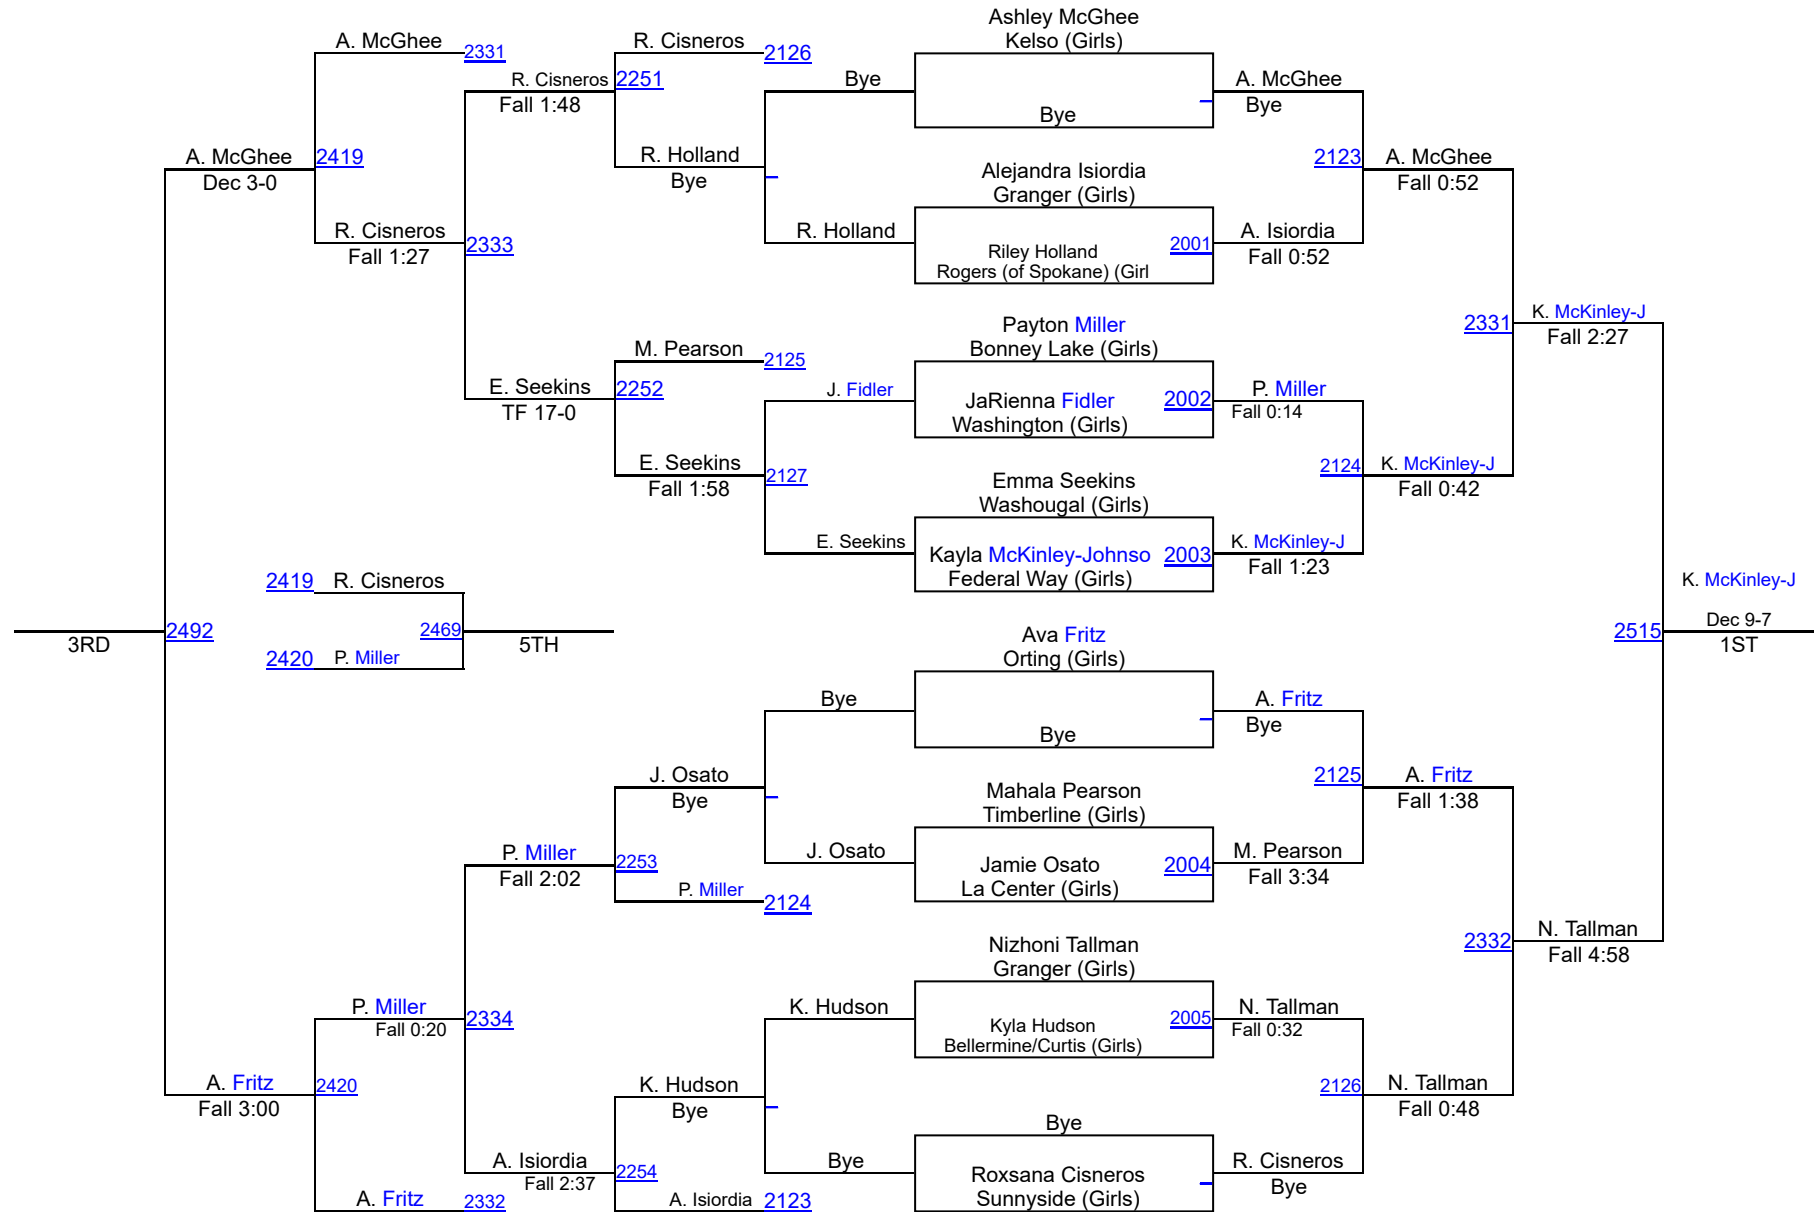 Ashley McGhee
A. McGhee
R. Cisneros
Kelso (Girls)
2331
2126
R. Cisneros
2251
Bye
A. McGhee
Fall 1:48
Bye
Bye
A. McGhee
2419
R. Holland
2123
A. McGhee
Dec 3-0
Bye
Alejandra Isiordia
Fall 0:52
Granger (Girls)
R. Cisneros
2333
R. Holland
Riley Holland
2001
A. Isiordia
Fall 1:27
Rogers (of Spokane) (Girl
Fall 0:52
Payton Miller
2331
K. McKinley-J
M. Pearson
2125
Bonney Lake (Girls)
Fall 2:27
E. Seekins
2252
J. Fidler
JaRienna Fidler
2002
P. Miller
TF 17-0
Washington (Girls)
Fall 0:14
E. Seekins
2127
Emma Seekins
2124
K. McKinley-J
Fall 1:58
Washougal (Girls)
Fall 0:42
E. Seekins
Kayla McKinley-Johnso
2003
K. McKinley-J
2419
R. Cisneros
Federal Way (Girls)
Fall 1:23
K. McKinley-J
2492
2469
Ava Fritz
2515
Dec 9-7
3RD
5TH
1ST
2420
P. Miller
Orting (Girls)
Bye
A. Fritz
Bye
Bye
J. Osato
2125
A. Fritz
Bye
Mahala Pearson
Fall 1:38
Timberline (Girls)
P. Miller
2253
J. Osato
Jamie Osato
2004
M. Pearson
Fall 2:02
P. Miller
2124
La Center (Girls)
Fall 3:34
Nizhoni Tallman
2332
N. Tallman
Granger (Girls)
Fall 4:58
P. Miller
2334
K. Hudson
Kyla Hudson
2005
N. Tallman
Fall 0:20
Bellermine/Curtis (Girls)
Fall 0:32
A. Fritz
2420
K. Hudson
2126
N. Tallman
Fall 3:00
Bye
Bye
Fall 0:48
A. Isiordia
2254
Bye
Roxsana Cisneros
R. Cisneros
Fall 2:37
Bye
A. Fritz
2332
A. Isiordia
2123
Sunnyside (Girls)